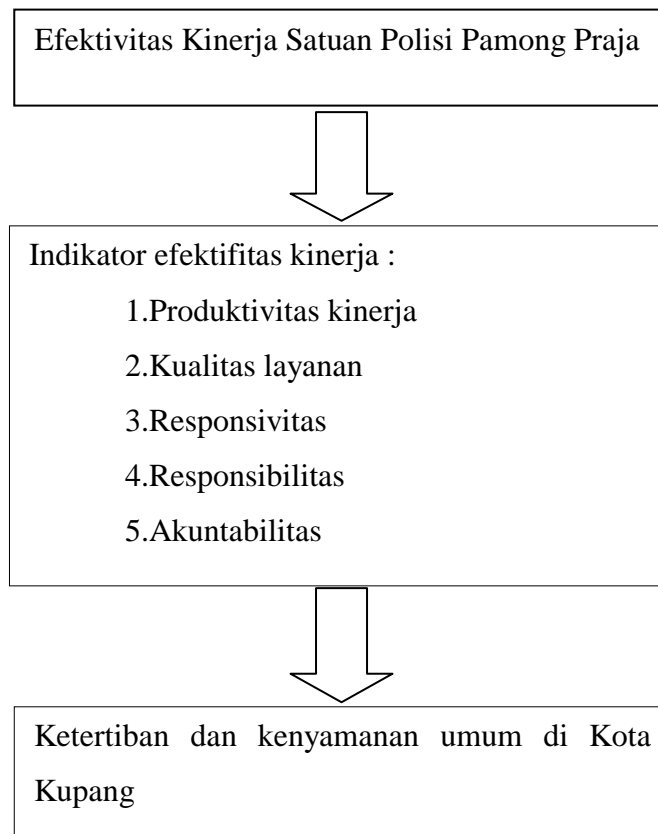 Efektivitas Kinerja Satuan Polisi Pamong Praja
Indikator efektifitas kinerja :
1.Produktivitas kinerja
2.Kualitas layanan
3.Responsivitas
4.Responsibilitas
5.Akuntabilitas
Ketertiban dan kenyamanan umum di Kota
Kupang